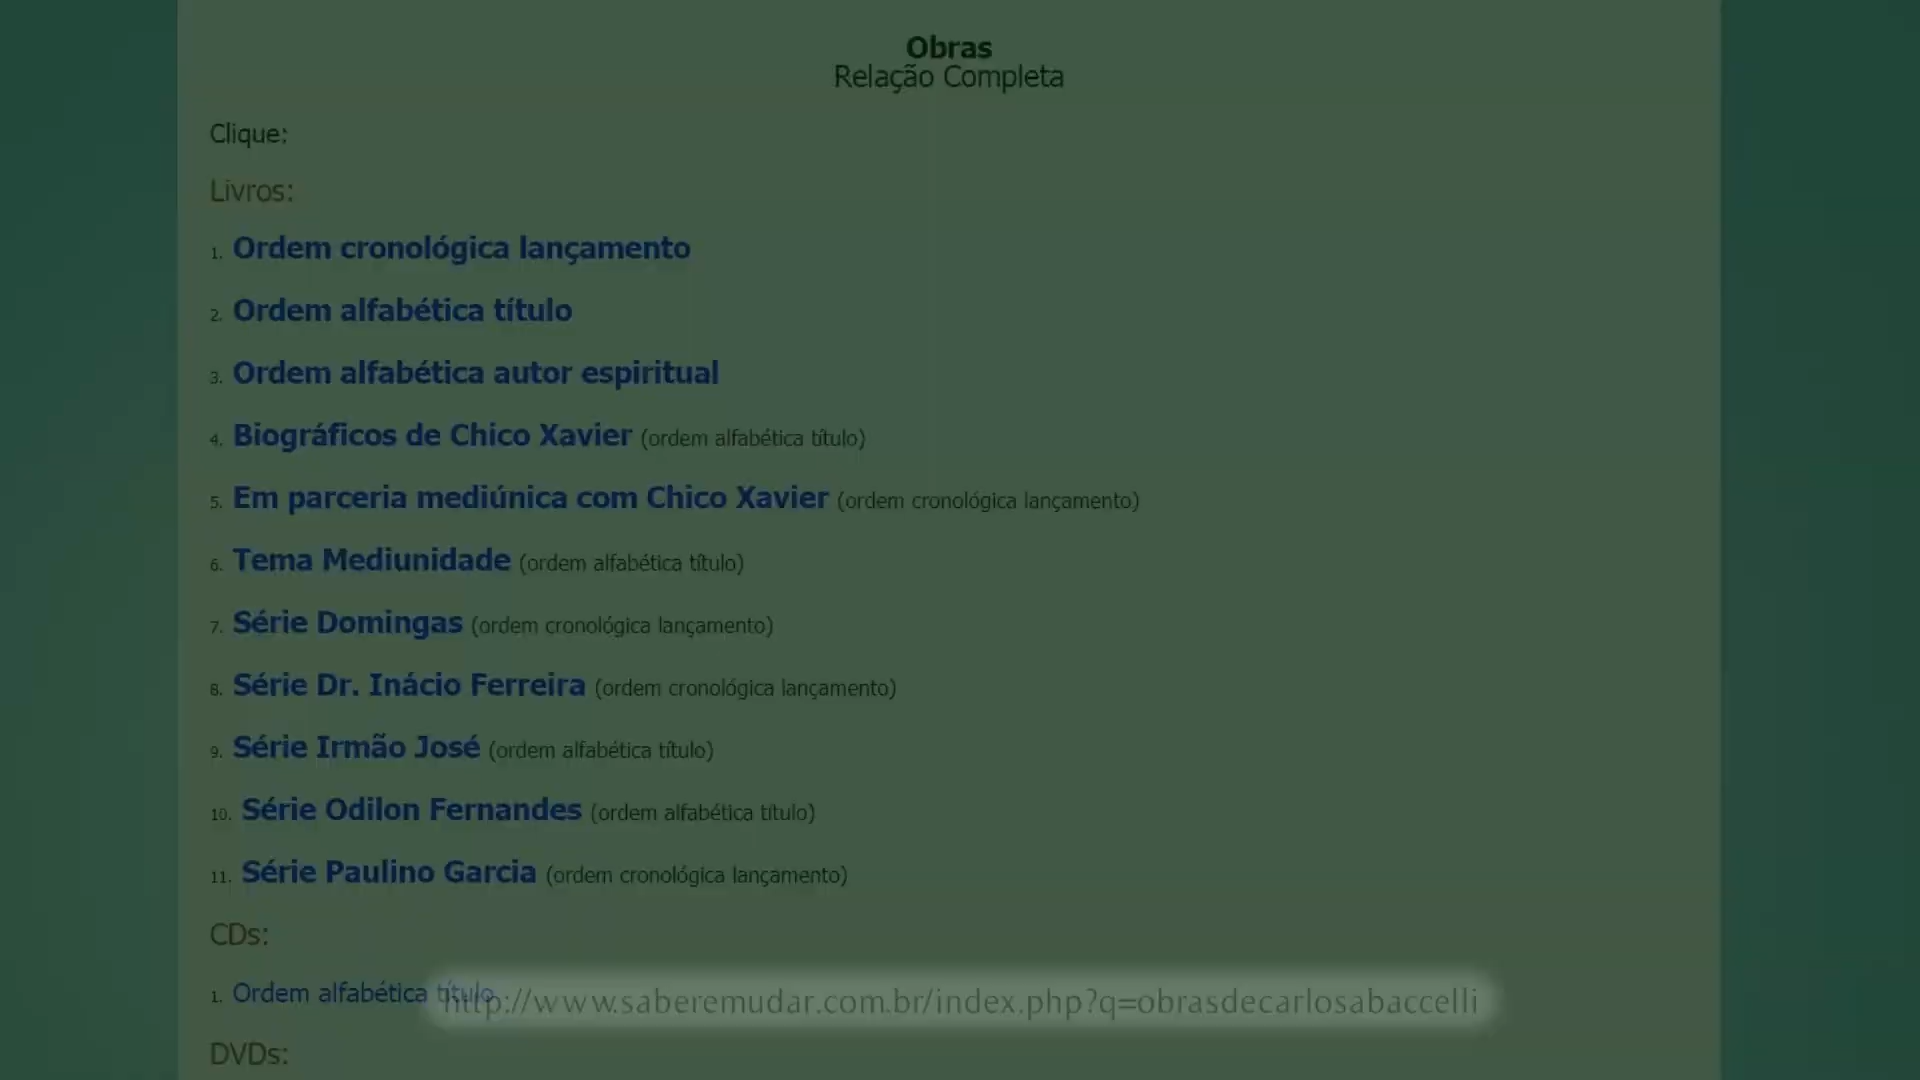 Obras
Relação Completa
Clique:
Livros:
1. Ordem cronológica lançamento
2. Ordem alfabética título
3. Ordem alfabética autor espiritual
4. Biográficos de Chico Xavier (ordem alfabética título)
5. Em parceria mediúnica com Chico Xavier (ordem cronológica lançamento)
6. Tema Mediunidade (ordem alfabética título)
7. Série Domingas (ordem cronológica lançamento)
8. Série Dr. Inácio Ferreira (ordem cronológica lançamento)
9. Série Irmão José (ordem alfabética título)
10. Série Odilon Fernandes (ordem alfabética título)
11. Série Paulino Garcia (ordem cronológica lançamento)
CDs:
1. Ordem alfabética título
http://www.saberemudar.com.br/index.php?q=obrasdecarlosabaccelli
DVDs: